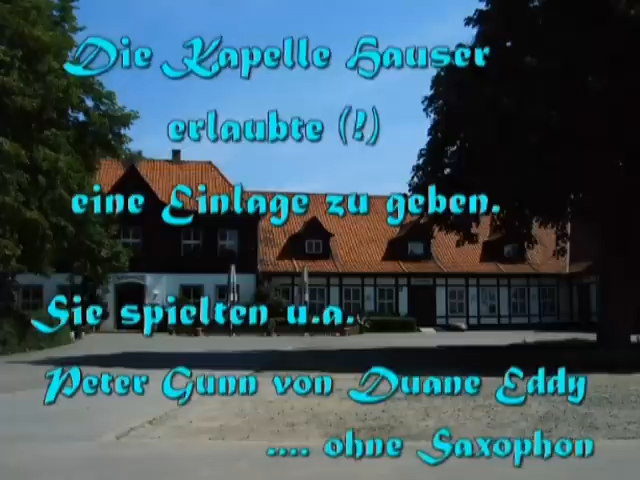 Die Kapelle Hauser
erlaubte (!)
eine Einlage zu geben.
Sie spielten u.a.
Peter Gunn von Duane Eddy
.... ohne Saxophon